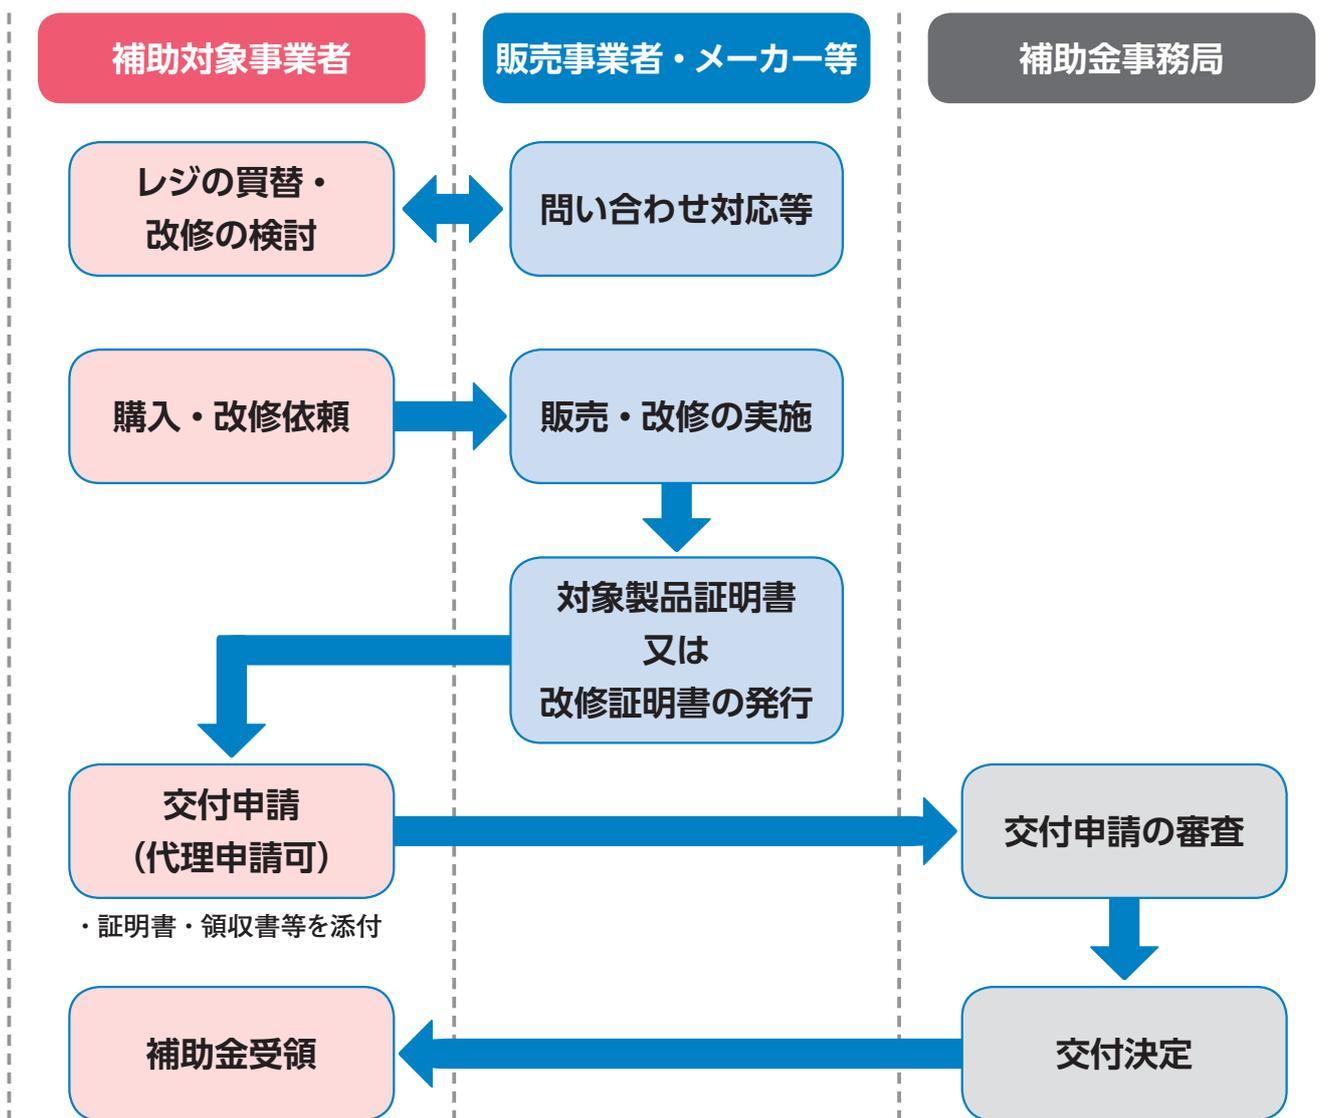 補助対象事業者
販売事業者・メーカー等
補助金事務局
レジの買替・
改修の検討
問い合わせ対応等
購入・改修依頼
販売・改修の実施
対象製品証明書
又は
改修証明書の発行
交付申請
(代理申請可)
・証明書・領収書等を添付
交付申請の審査
補助金受領
交付決定